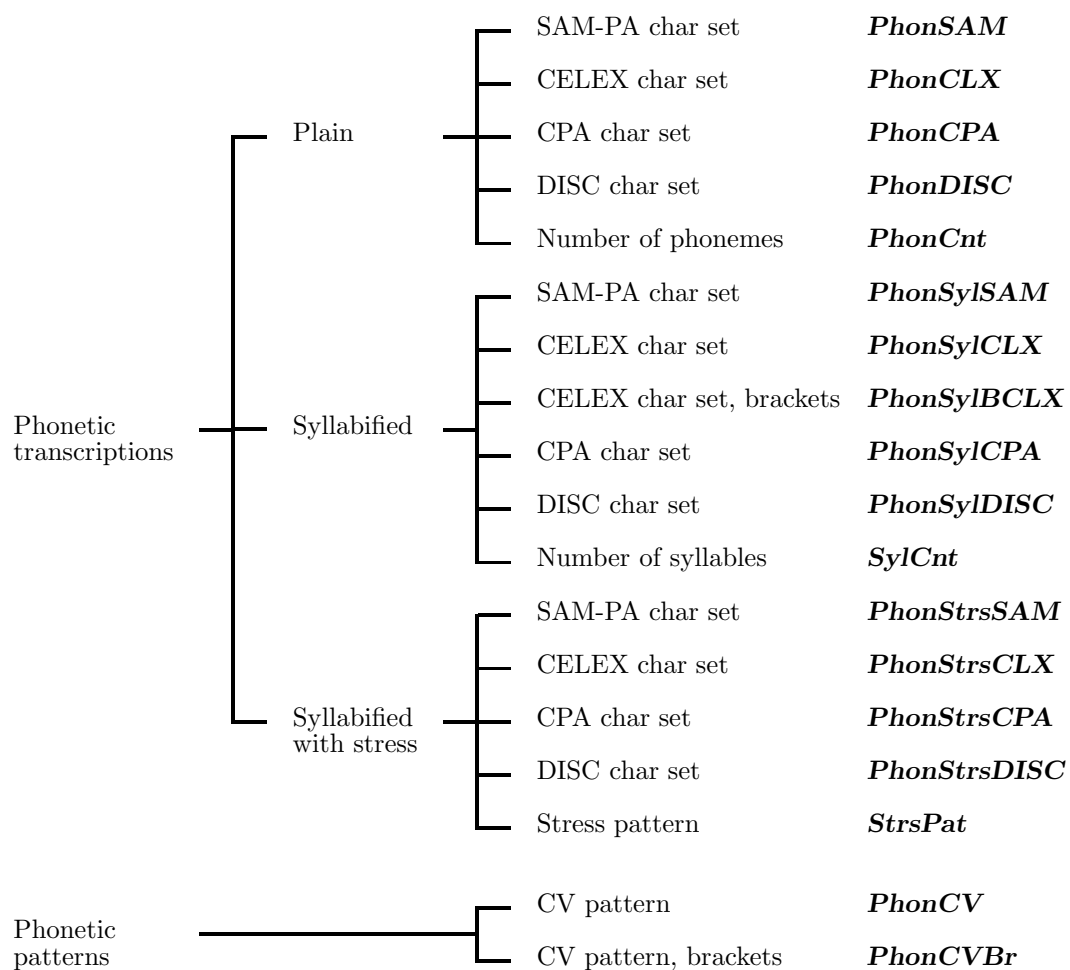 SAM-PA char set PhonSAM
CELEX char set PhonCLX
Plain CPA char set PhonCPA
DISC char set PhonDISC
Number of phonemes PhonCnt
SAM-PA char set PhonSylSAM
CELEX char set PhonSylCLX
CELEX char set, brackets PhonSylBCLX
Phonetic Syllabified
transcriptions CPA char set PhonSylCPA
DISC char set PhonSylDISC
Number of syllables SylCnt
SAM-PA char set PhonStrsSAM
CELEX char set PhonStrsCLX
Syllabified CPA char set PhonStrsCPA
with stress
DISC char set PhonStrsDISC
Stress pattern StrsPat
CV pattern PhonCV
Phonetic
patterns CV pattern, brackets PhonCVBr